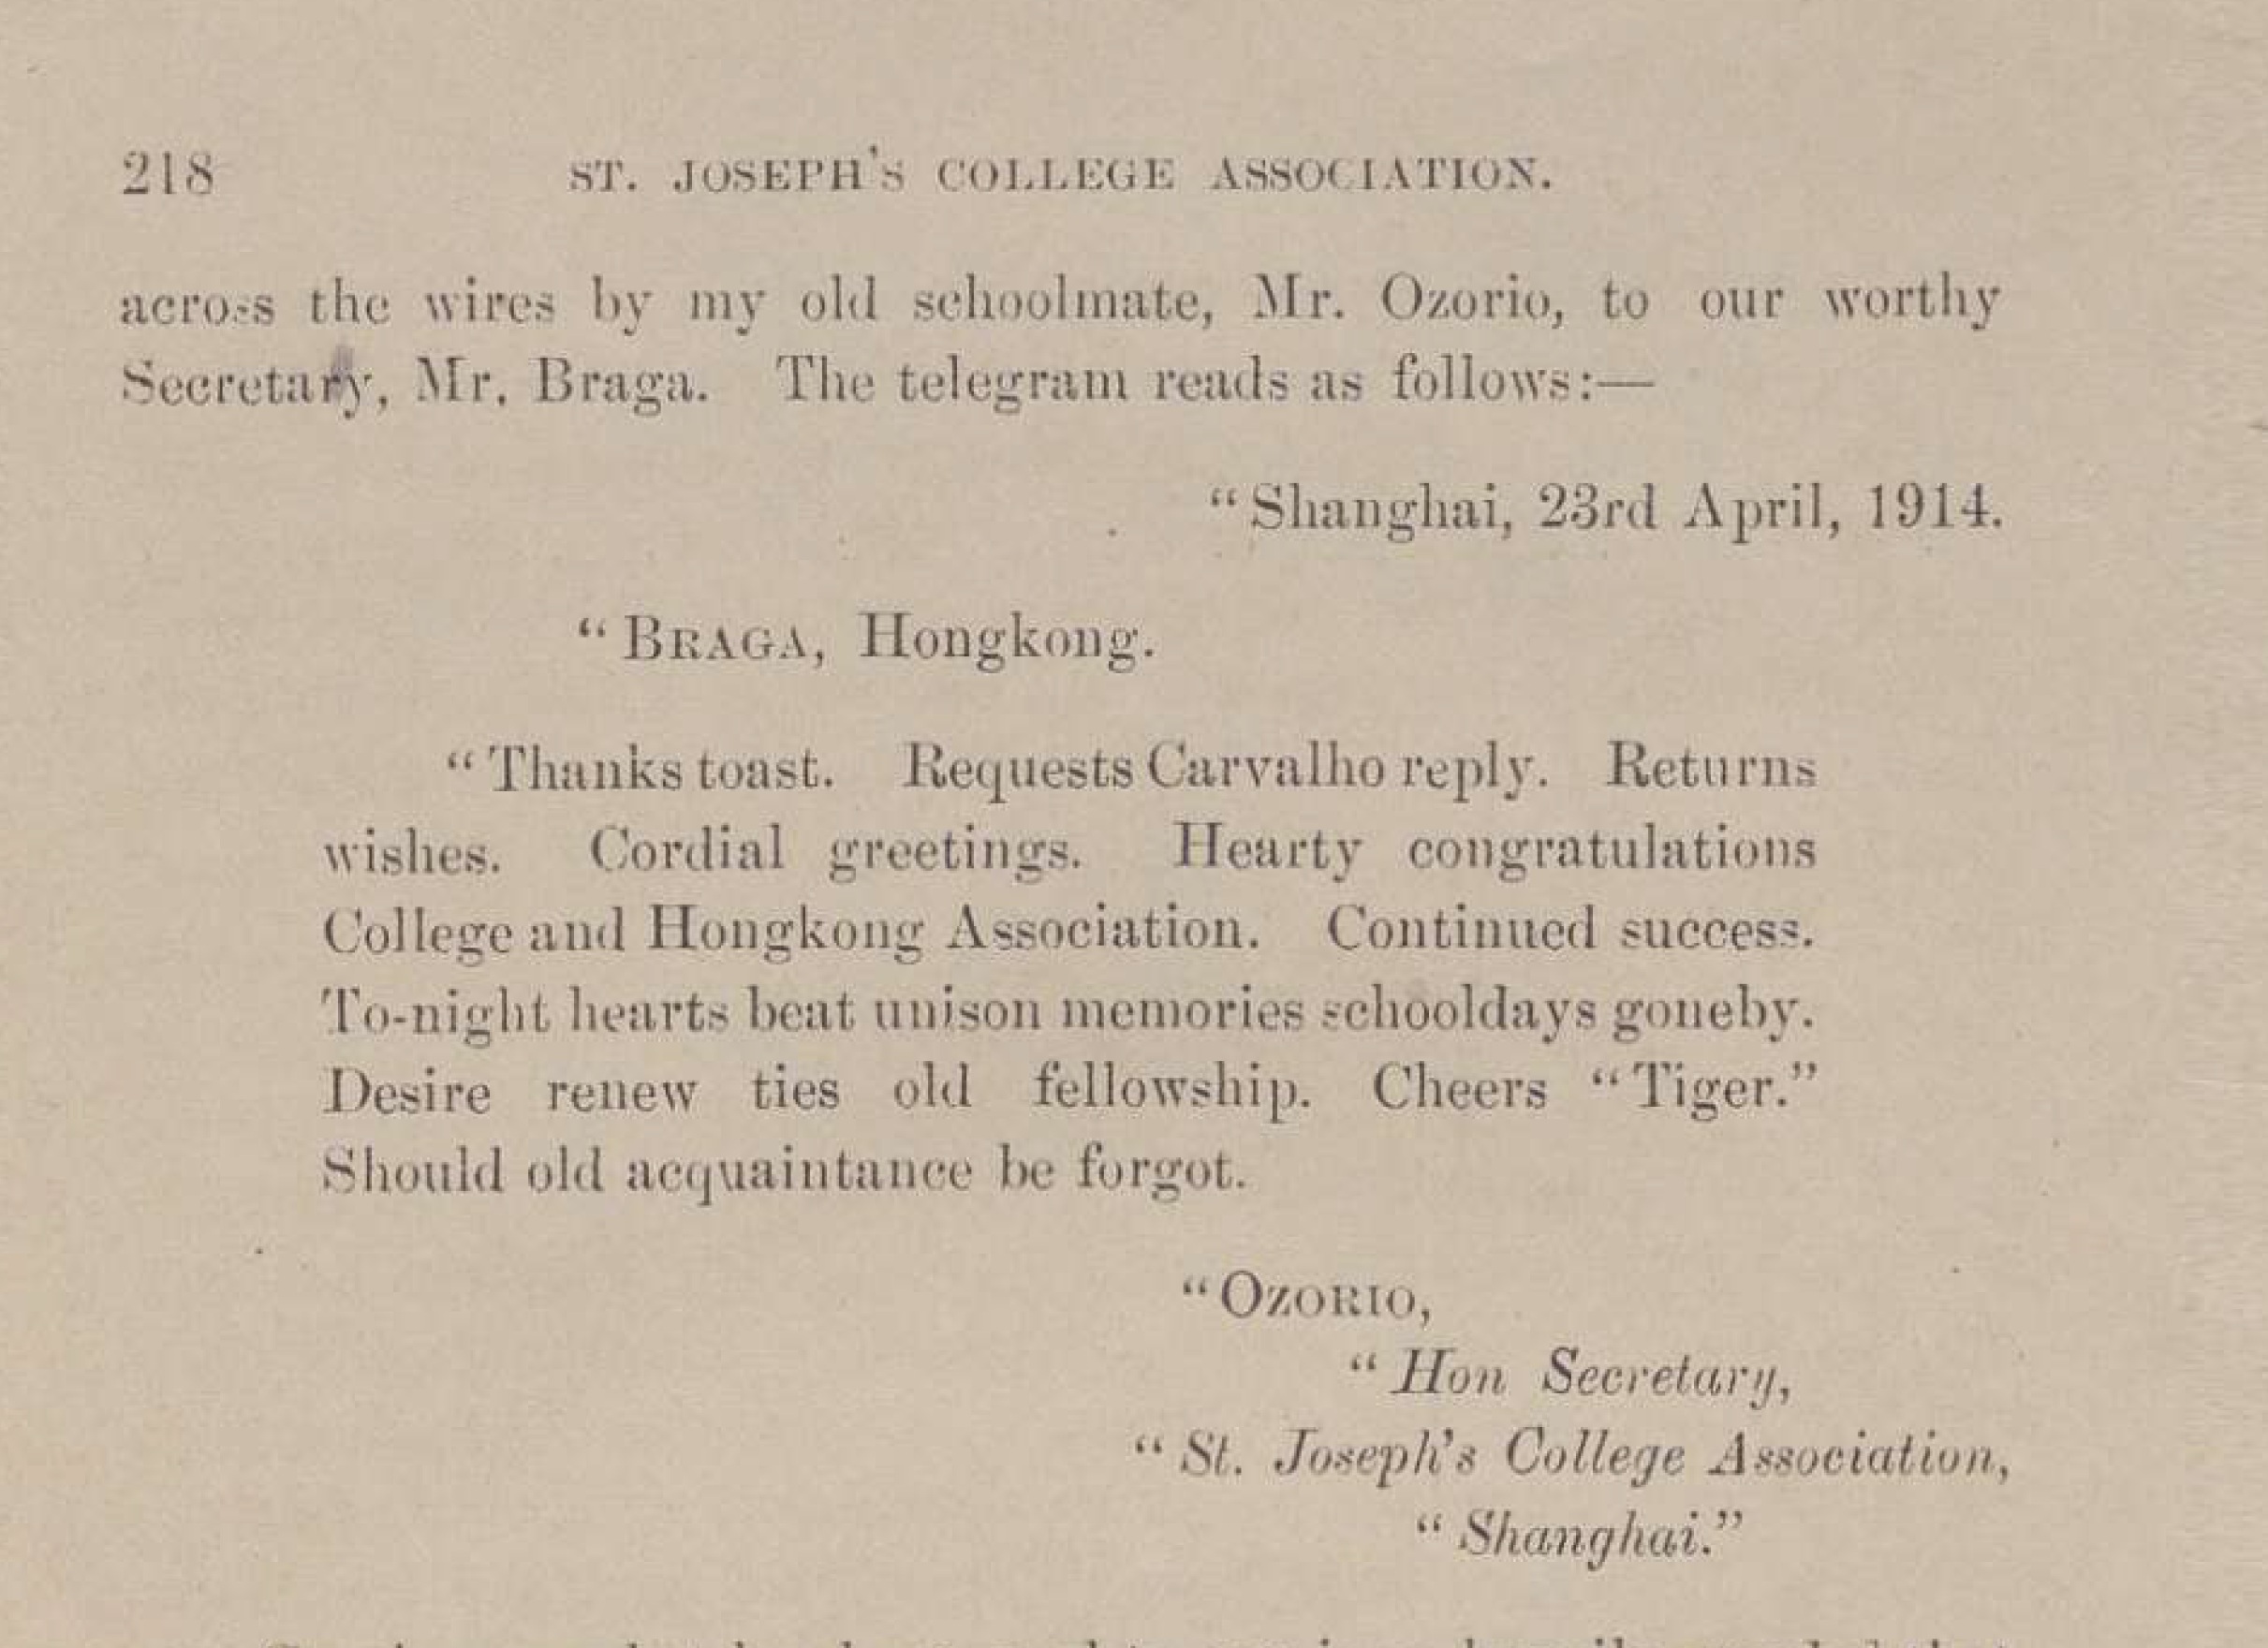 218 ST. JOSEPH'S COLLEGE ASSOCIATION.
across the wires by my old schoolmate, Mr. Ozorio, to our worthy
Secretary, Mr. Braga. The telegram reads as follows:—
“Shanghai, 23rd April, 1914.
“BRAGA, Hongkong.
“Thanks toast. Requests Carvalho reply. Returns
wishes. Cordial greetings. Hearty congratulations
College and Hongkong Association. Continued success.
To-night hearts beat unison memories schooldays goneby.
Desire renew ties old fellowship. Cheers “Tiger.”
Should old acquaintance be forgot.
“OZORIO,
“Hon Secretary,
“St. Joseph's College Association,
“Shanghai.”